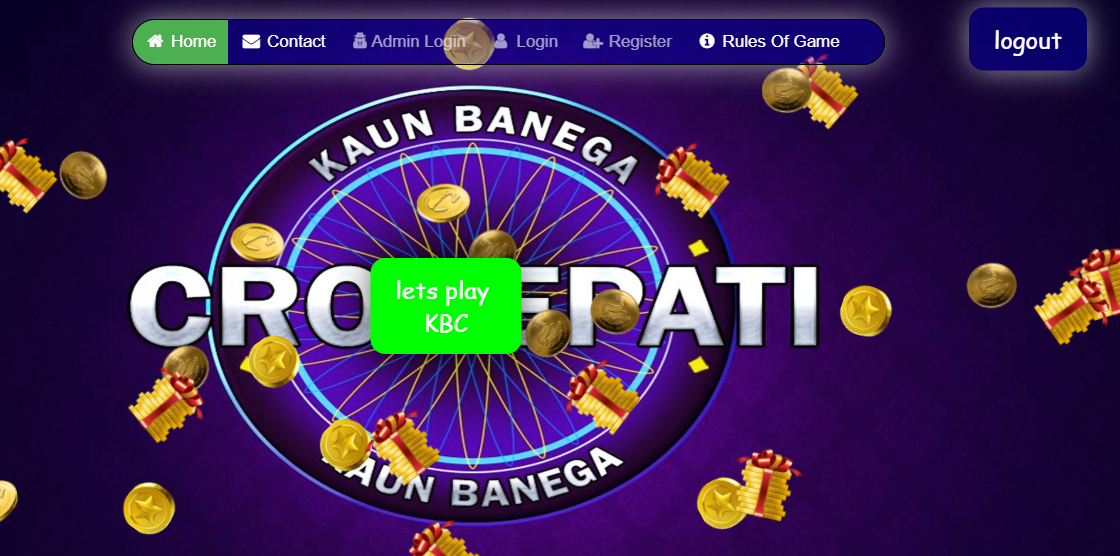 Home Contact Admin Login Login Register Rules Of Game
logout
KAUN BANEGA
CRO EPATI
lets play
KBC
KAUN BANEGA